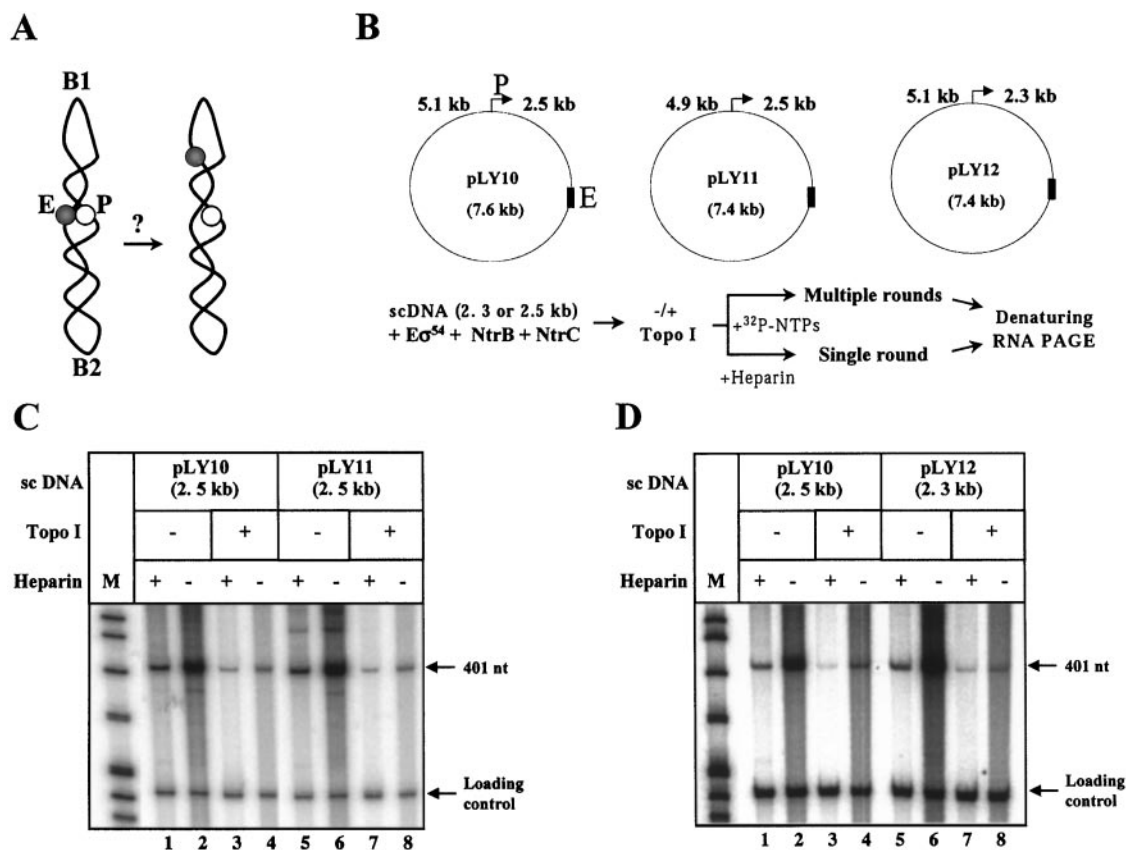 A
B1
E P
?
B2
B
5.1 kb P 2.5 kb
pLY10
(7.6 kb)
E
4.9 kb 2.5 kb
pLY11
(7.4 kb)
5.1 kb 2.3 kb
pLY12
(7.4 kb)
scDNA (2. 3 or 2.5 kb)
+ Eσ54 + NtrB + NtrC
-/+
Topo I
+32P-NTPs
+Heparin
Multiple rounds
Single round
Denaturing
RNA PAGE
C
sc DNA pLY10 pLY11
(2. 5 kb) (2. 5 kb)
Topo I - + - +
Heparin M + - + - + - + -
401 nt
Loading
control
1 2 3 4 5 6 7 8
D
sc DNA pLY10 pLY12
(2. 5 kb) (2. 3 kb)
Topo I - + - +
Heparin M + - + - + - + -
401 nt
Loading
control
1 2 3 4 5 6 7 8